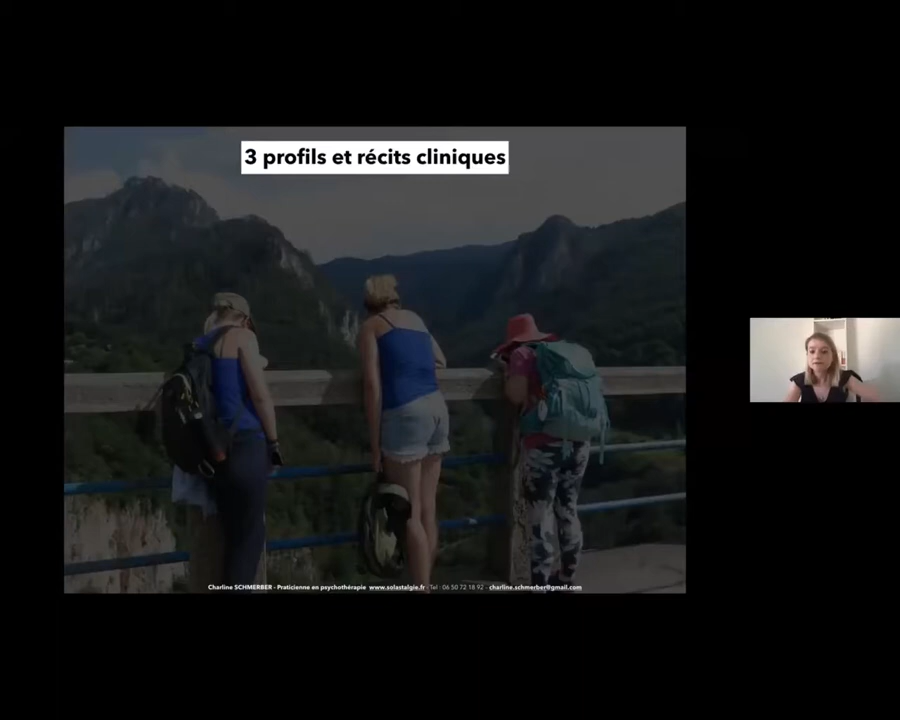 3 profils et récits cliniques
Charline SCHMERBER - Praticienne en psychothérapie www.solastalgie.fr - Tel : 06 50 72 18 92 - charline.schmerber@gmail.com